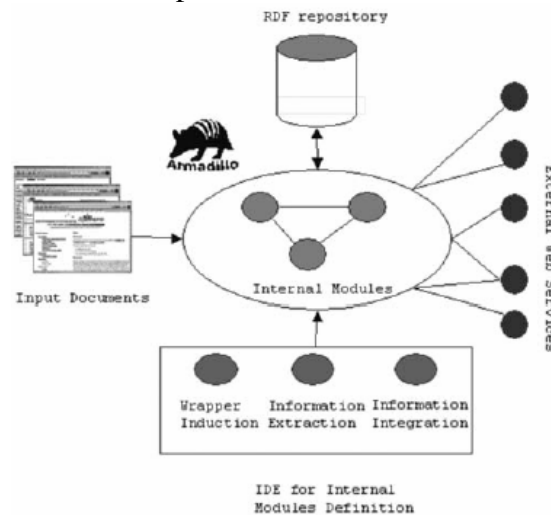 RDF repository
Armadillo
Internal Modules
Input Documents
External Web Services
Wrapper Information Information
Induction Extraction Integration
IDE for Internal
Modules Definition